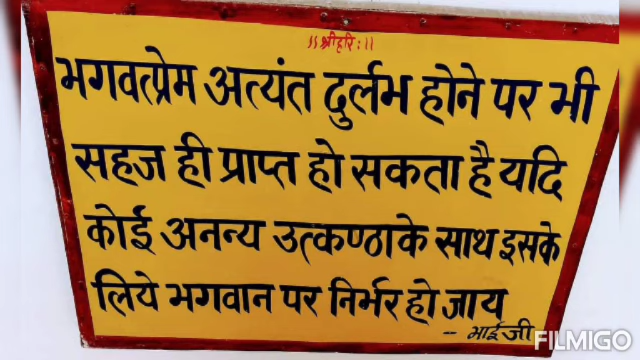 ।।श्रीहरि:।।
भगवत्प्रेम अत्यंत दुर्लभ होने पर भी
सहज ही प्राप्त हो सकता है यदि
कोई अनन्य उत्कण्ठाके साथ इसके
लिये भगवान पर निर्भर हो जाय
- भाईजी
FILMIGO